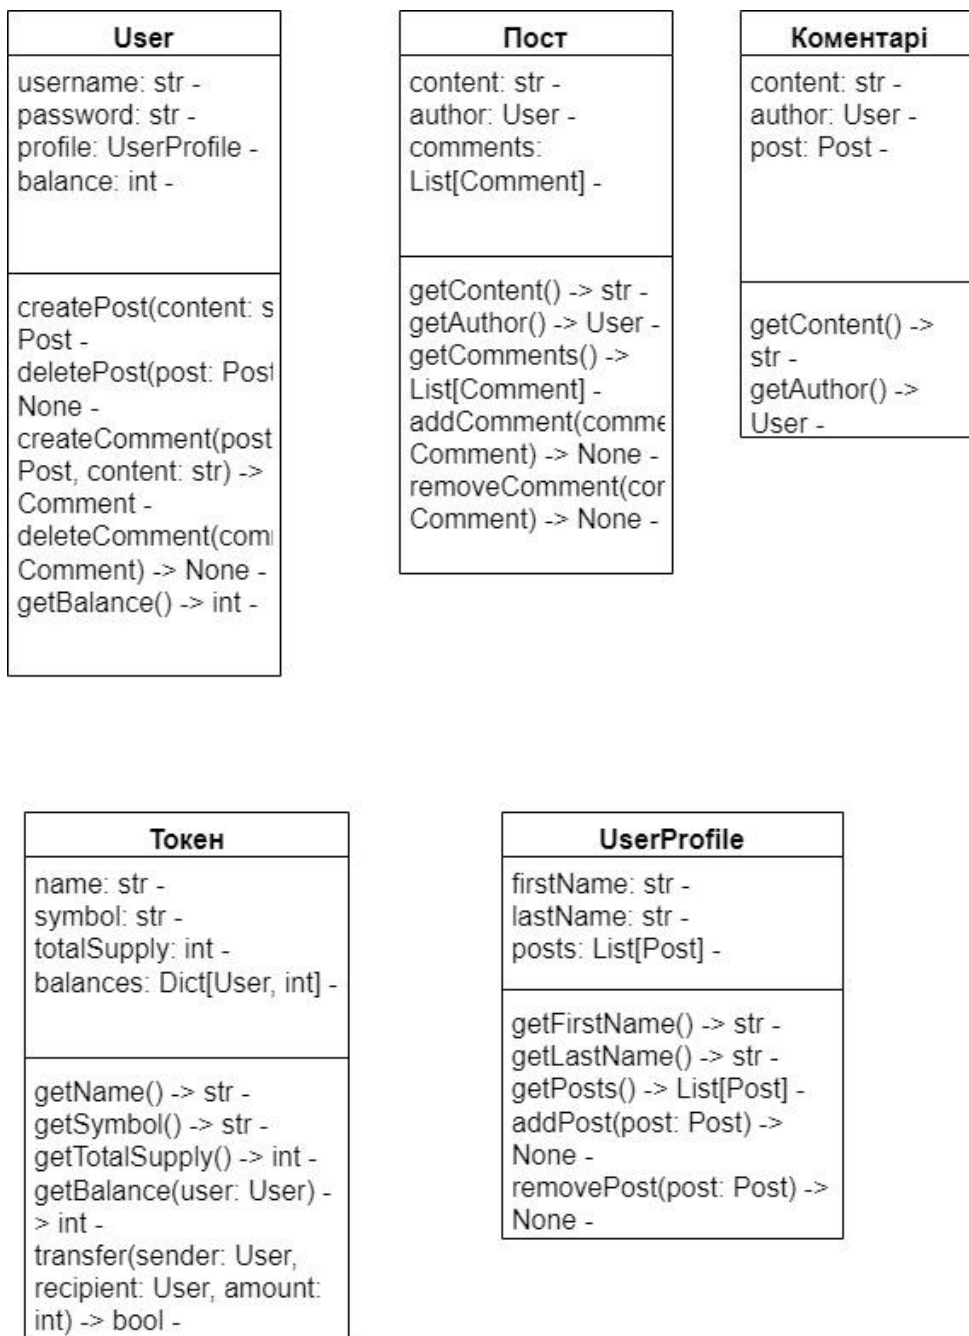 User
username: str -
password: str -
profile: UserProfile -
balance: int -
createPost(content: s
Post -
deletePost(post: Post
None -
createComment(post
Post, content: str) ->
Comment -
deleteComment(com
Comment) -> None -
getBalance() -> int -
Пост
content: str -
author: User -
comments:
List[Comment] -
getContent() -> str -
getAuthor() -> User -
getComments() ->
List[Comment] -
addComment(comme
Comment) -> None -
removeComment(cor
Comment) -> None -
Коментарі
content: str -
author: User -
post: Post -
getContent() ->
str -
getAuthor() ->
User -
Токен
name: str -
symbol: str -
totalSupply: int -
balances: Dict[User, int] -
getName() -> str -
getSymbol() -> str -
getTotalSupply() -> int -
getBalance(user: User) -
> int -
transfer(sender: User,
recipient: User, amount:
int) -> bool -
UserProfile
firstName: str -
lastName: str -
posts: List[Post] -
getFirstName() -> str -
getLastName() -> str -
getPosts() -> List[Post] -
addPost(post: Post) ->
None -
removePost(post: Post) ->
None -